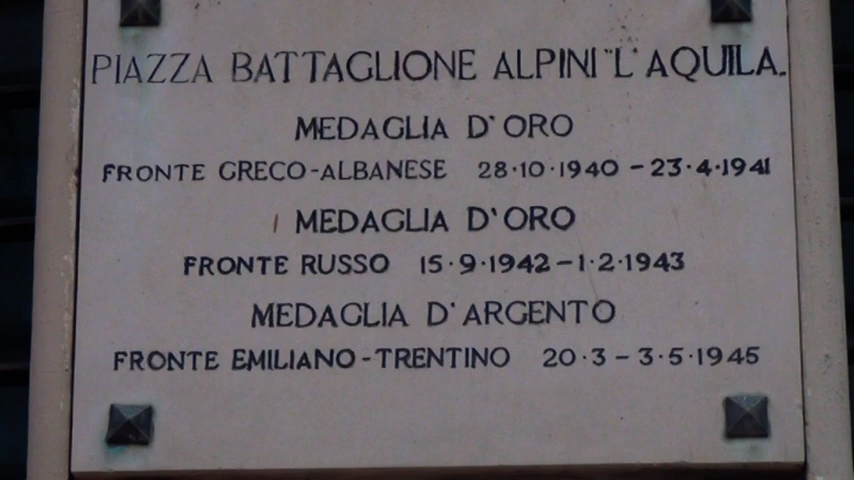 PIAZZA BATTAGLIONE ALPINI "L'AQUILA.
MEDAGLIA D'ORO
FRONTE GRECO-ALBANESE 28·10·1940 - 23·4·1941
MEDAGLIA D'ORO
FRONTE RUSSO 15·9·1942 - 1·2·1943
MEDAGLIA D'ARGENTO
FRONTE EMILIANO-TRENTINO 20·3 - 3·5·1945